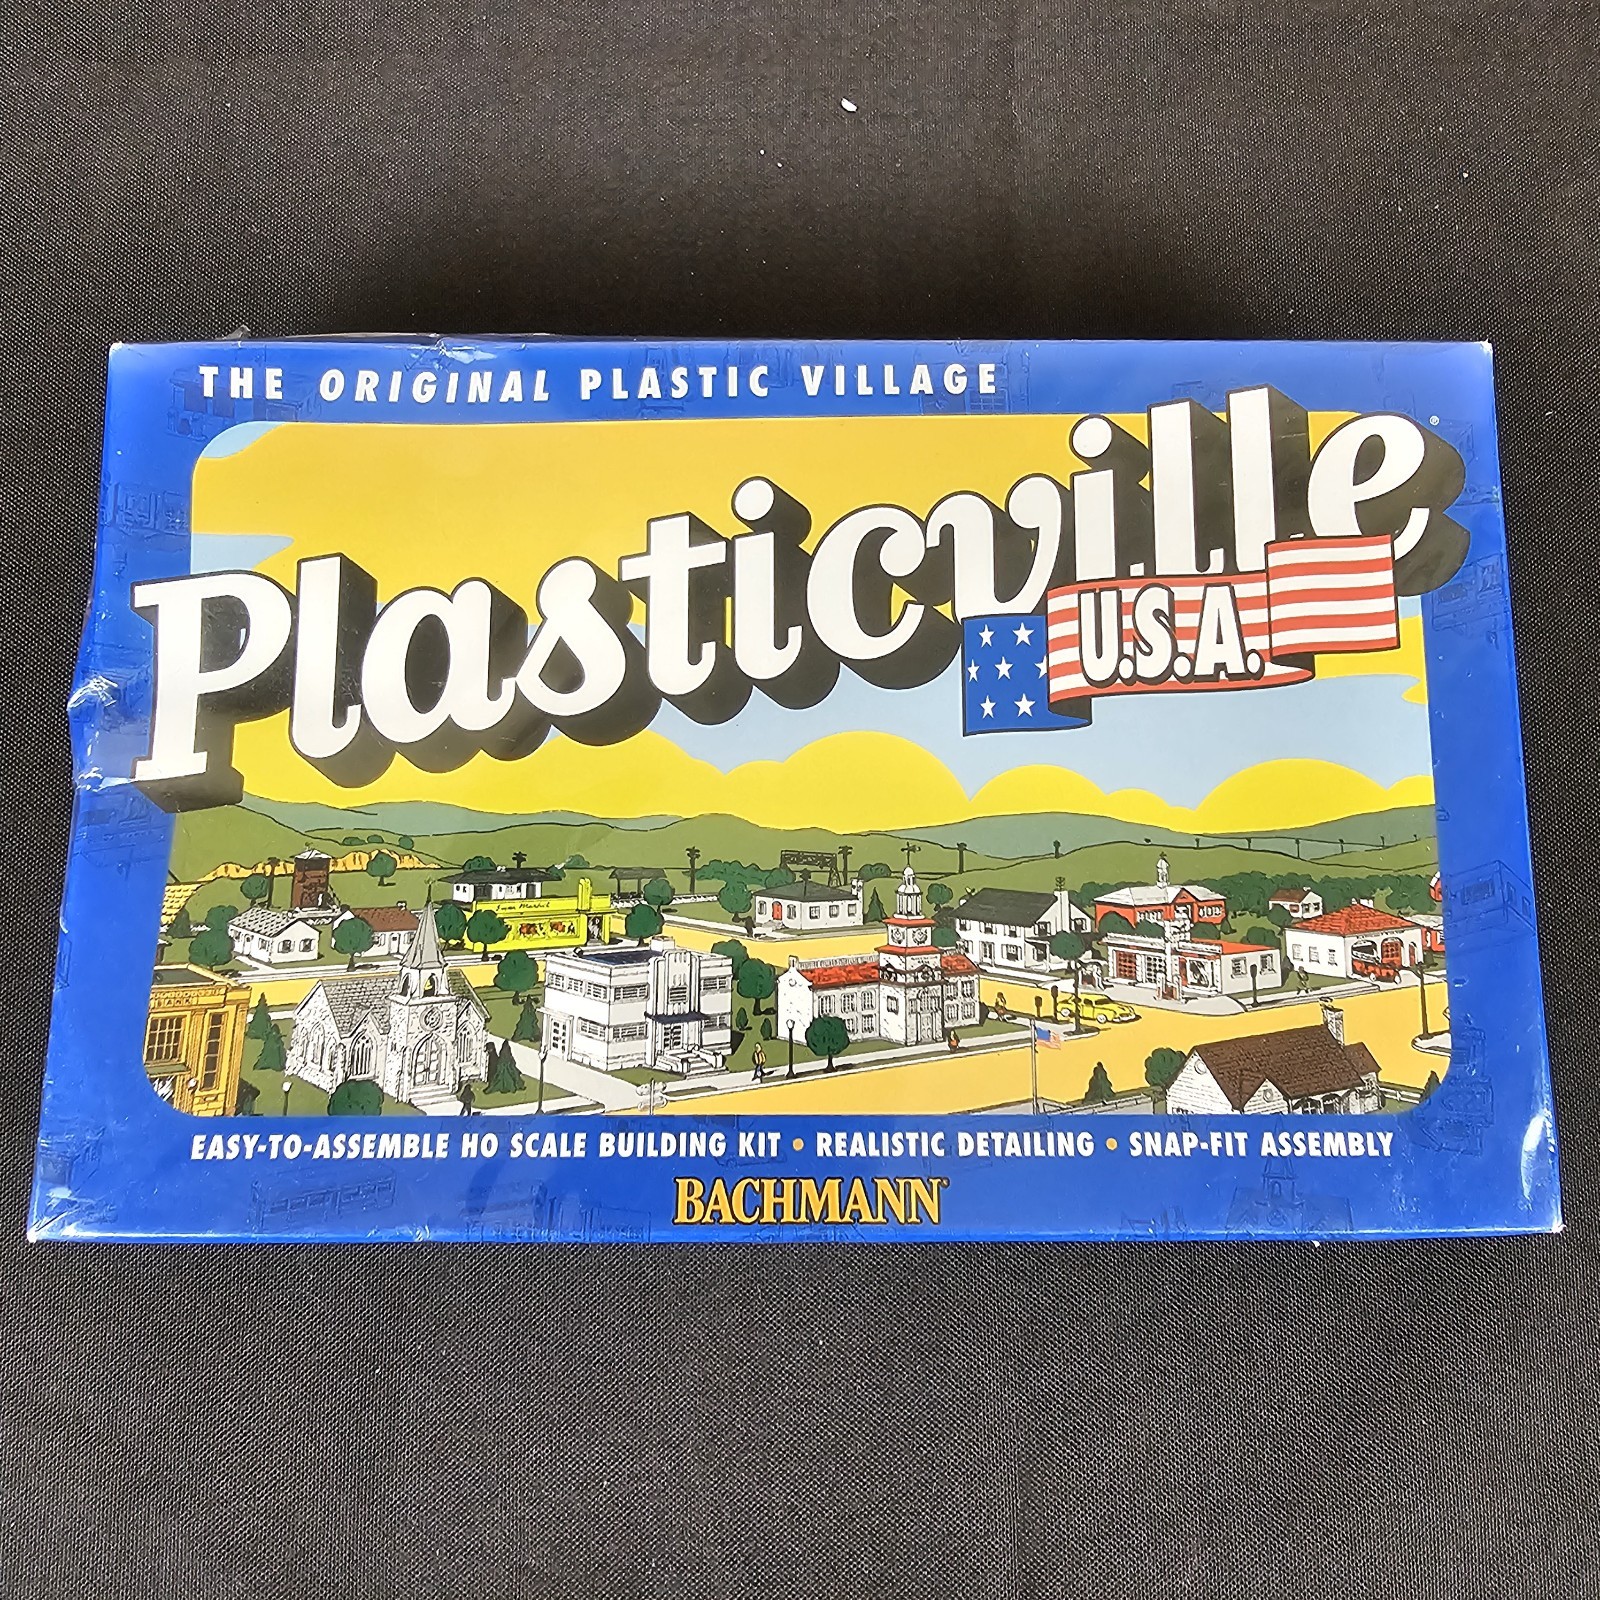 THE ORIGINAL PLASTIC VILLAGE
Plasticville®
U.S.A.
EASY-TO-ASSEMBLE HO SCALE BUILDING KIT • REALISTIC DETAILING • SNAP-FIT ASSEMBLY
BACHMANN